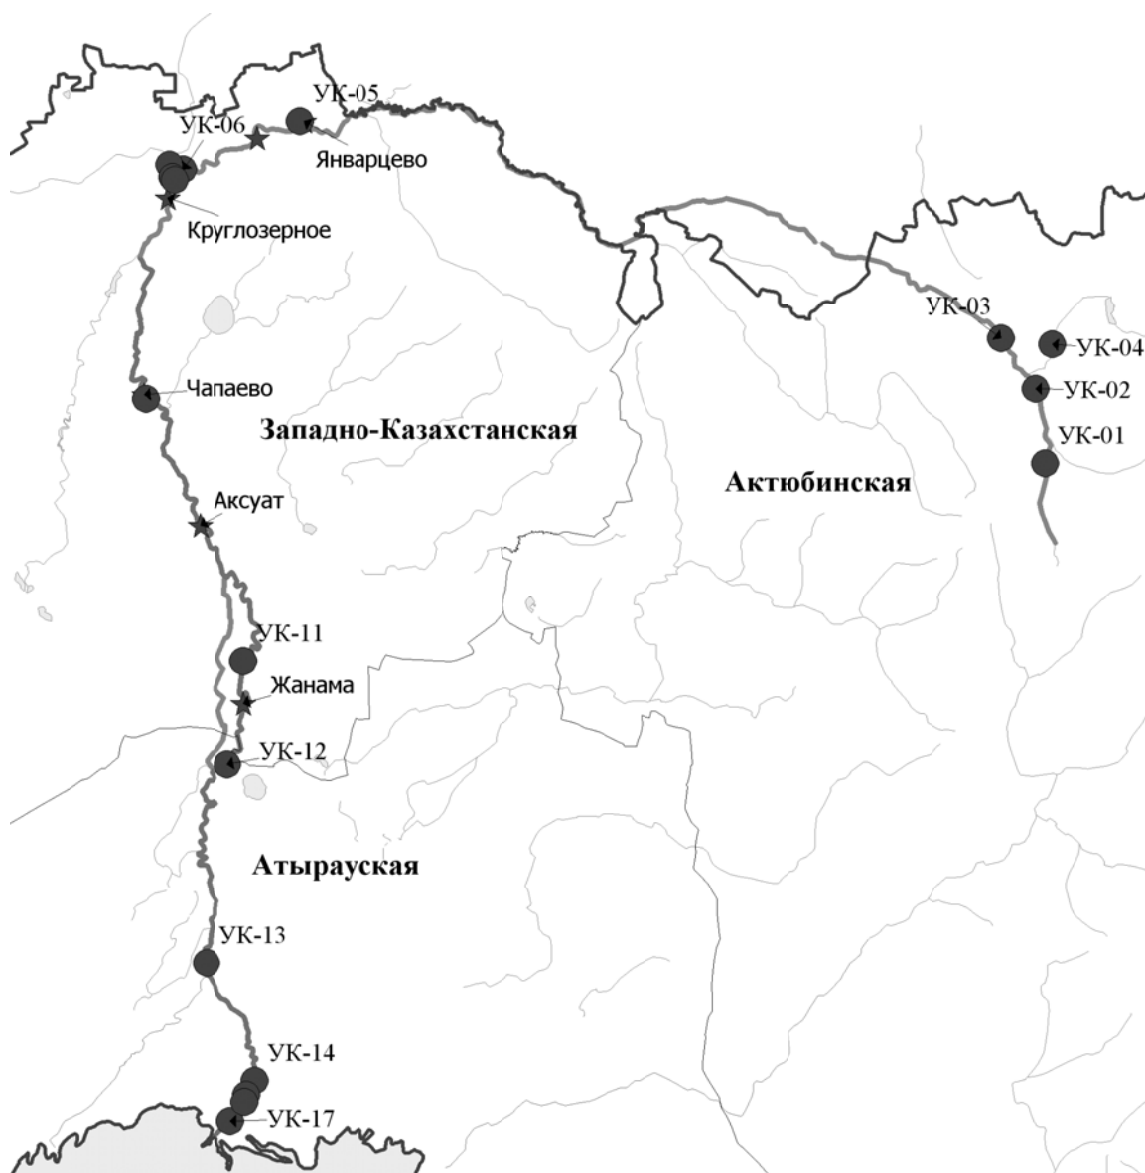 УК-05
УК-06
Январцево
Круглозерное
УК-03
УК-04
Чапаево
УК-02
Западно-Казахстанская
УК-01
Актюбинская
Аксуат
УК-11
Жанама
УК-12
Атырауская
УК-13
УК-14
УК-17